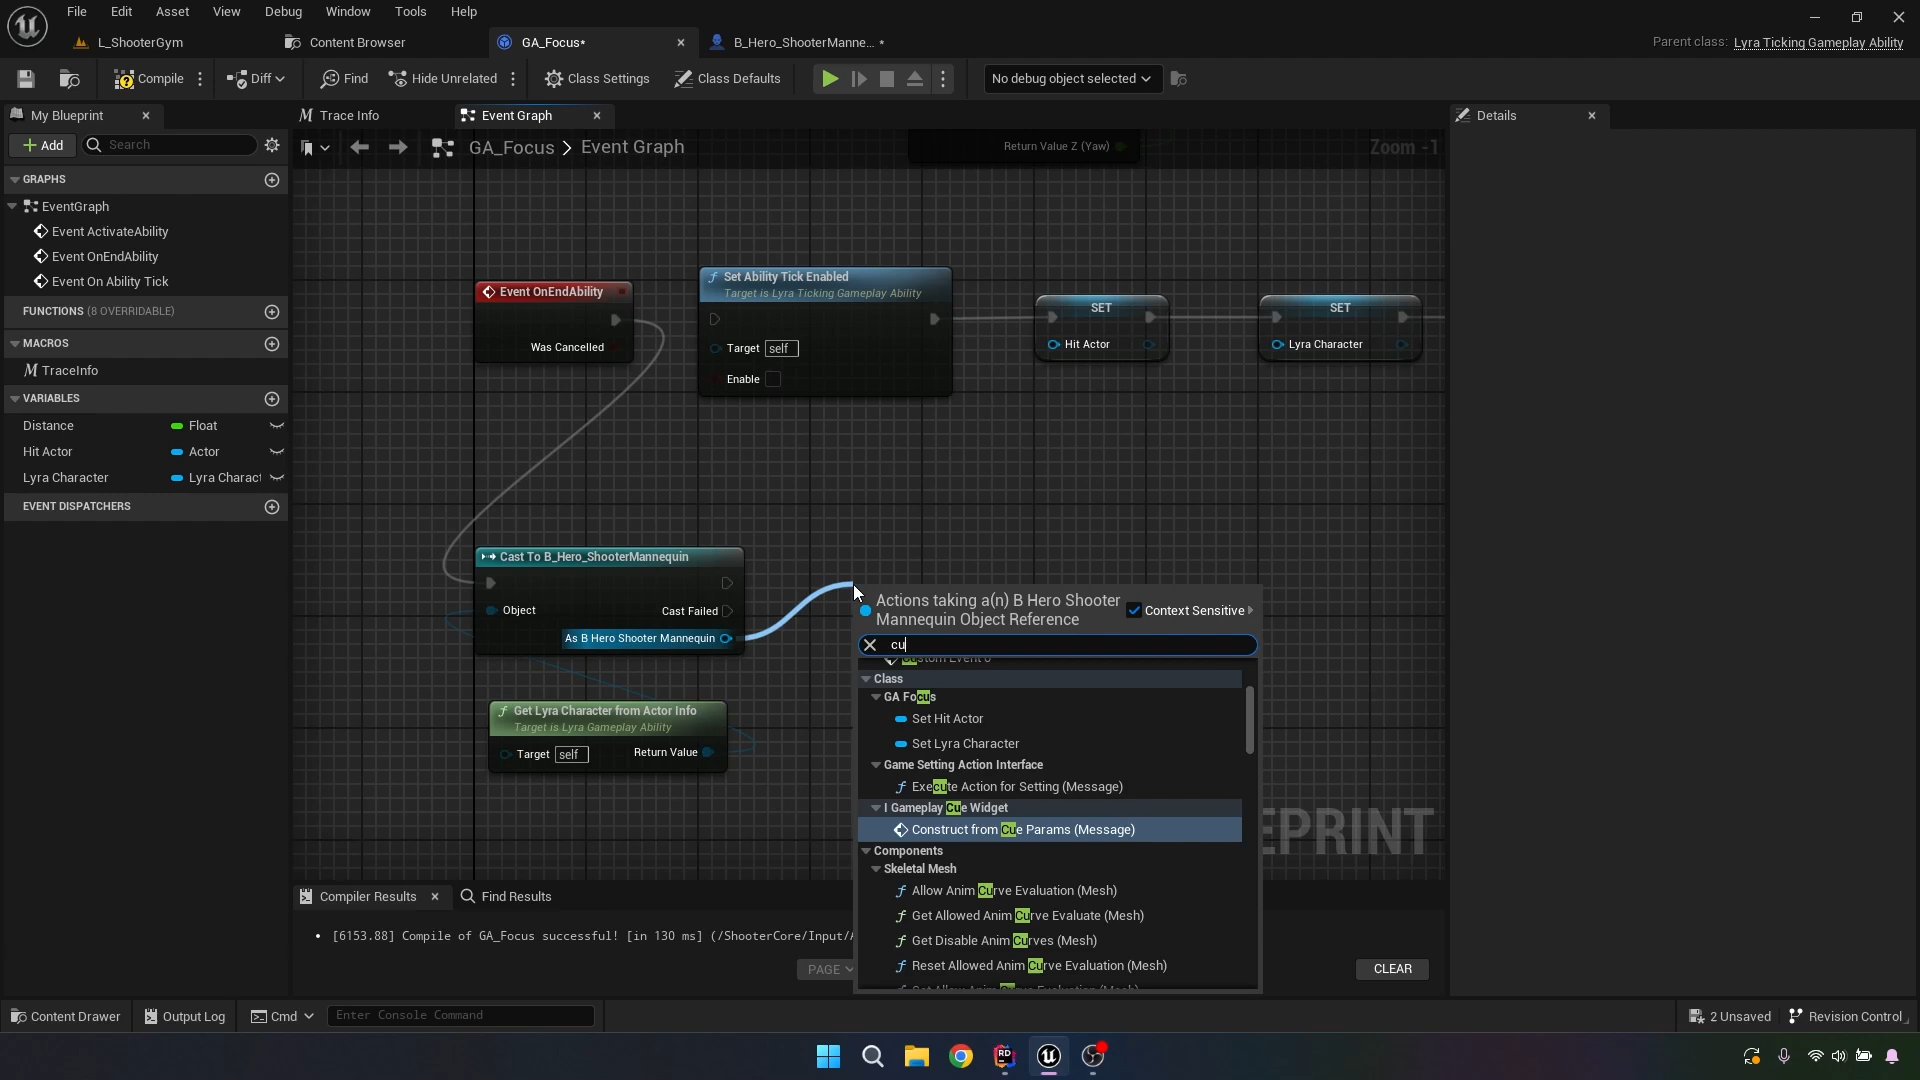 File Edit Asset View Debug Window Tools Help
L_ShooterGym
Content Browser
GA_Focus*
B_Hero_ShooterManne... *
Parent class: Lyra Ticking Gameplay Ability
Compile
Diff
Find
Hide Unrelated
Class Settings
Class Defaults
No debug object selected
My Blueprint
Trace Info
Event Graph
Details
Add
Search
GA_Focus > Event Graph
Zoom -1
Return Value Z (Yaw)
GRAPHS
EventGraph
Event ActivateAbility
Event OnEndAbility
Event On Ability Tick
FUNCTIONS (8 OVERRIDABLE)
MACROS
TraceInfo
VARIABLES
Distance Float
Hit Actor Actor
Lyra Character Lyra Charact
EVENT DISPATCHERS
Event OnEndAbility
Was Cancelled
Set Ability Tick Enabled
Target is Lyra Ticking Gameplay Ability
Target self
Enable
SET
Hit Actor
SET
Lyra Character
Cast To B_Hero_ShooterMannequin
Object
Cast Failed
As B Hero Shooter Mannequin
Get Lyra Character from Actor Info
Target is Lyra Gameplay Ability
Target self
Return Value
Actions taking a(n) B Hero Shooter
Mannequin Object Reference
Context Sensitive
cu
Class
GA Focus
Set Hit Actor
Set Lyra Character
Game Setting Action Interface
Execute Action for Setting (Message)
I Gameplay Cue Widget
Construct from Cue Params (Message)
Components
Skeletal Mesh
Allow Anim Curve Evaluation (Mesh)
Get Allowed Anim Curve Evaluate (Mesh)
Get Disable Anim Curves (Mesh)
Reset Allowed Anim Curve Evaluation (Mesh)
EPRINT
Compiler Results
Find Results
[6153.88] Compile of GA_Focus successful! [in 130 ms] (/ShooterCore/Input/
PAGE
CLEAR
Content Drawer
Output Log
Cmd
Enter Console Command
2 Unsaved
Revision Control
RD